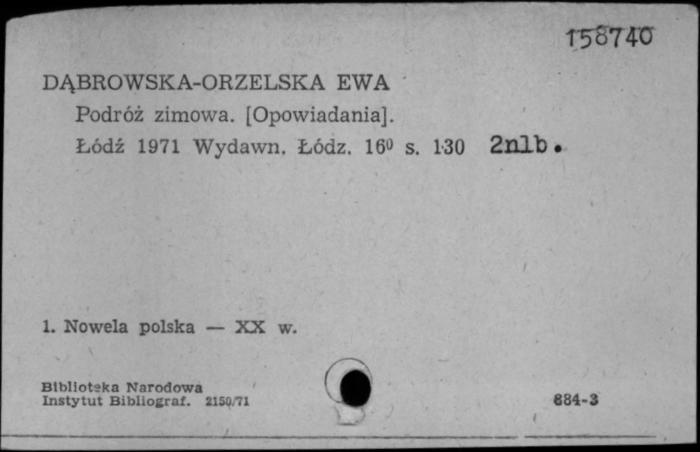 158740
DĄBROWSKA-ORZELSKA EWA
Podróż zimowa. [Opowiadania].
Łódź 1971 Wydawn. Łódz. 16⁰ s. 130 2nlb.
1. Nowela polska — XX w.
Biblioteka Narodowa
Instytut Bibliograf. 2150/71
884-3